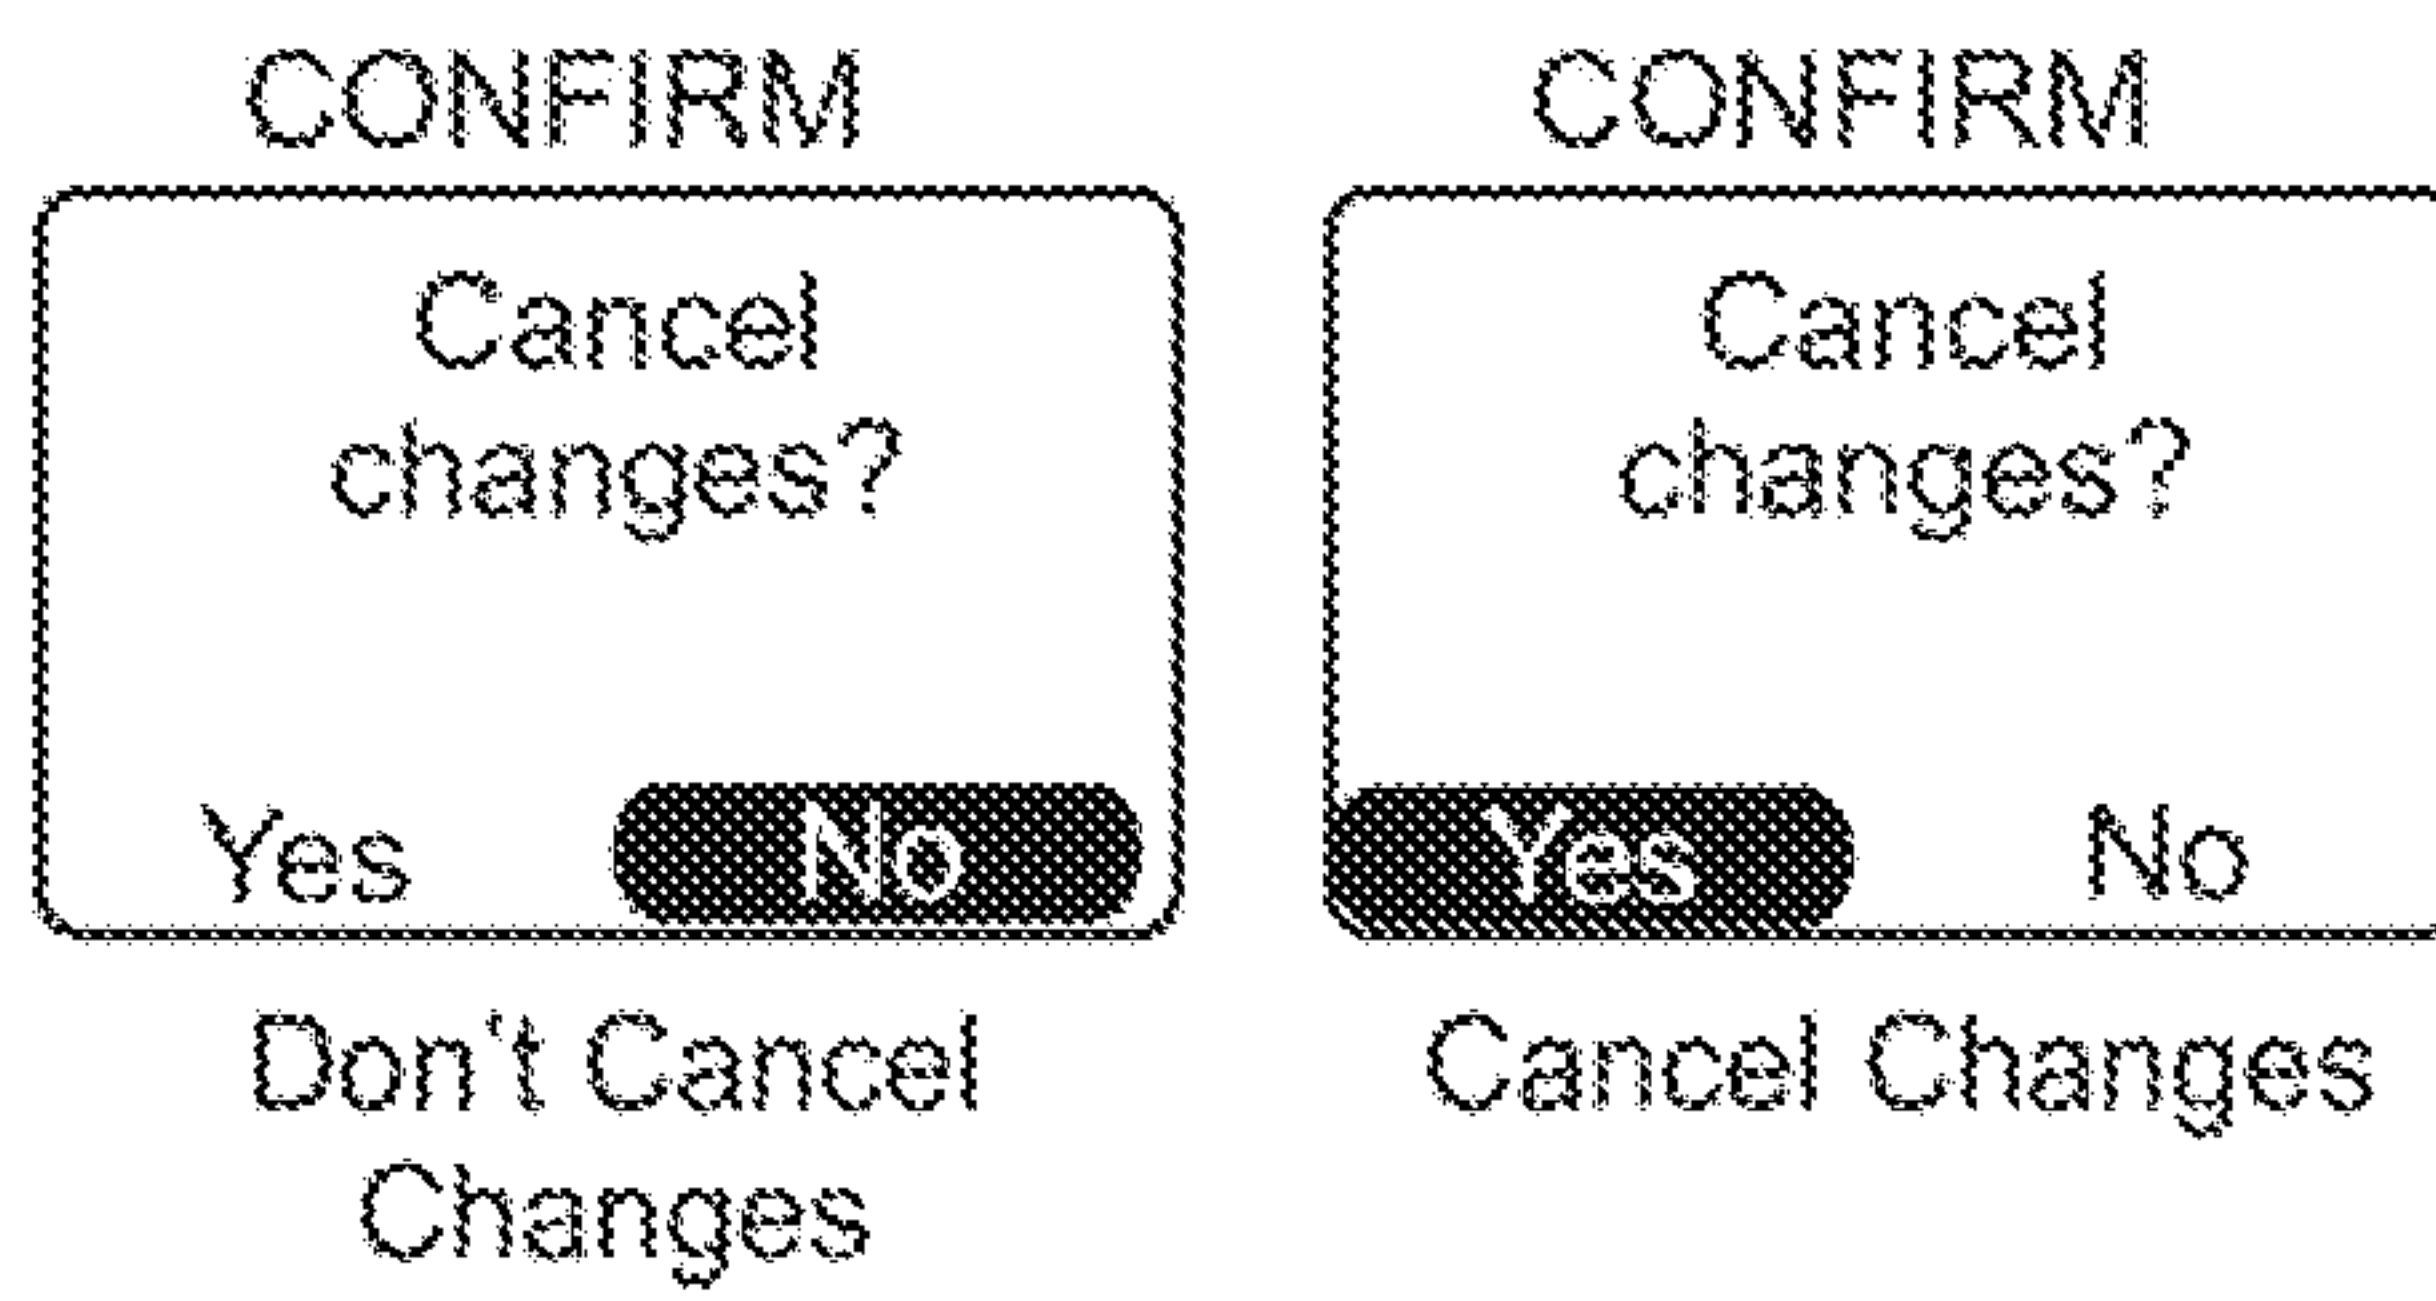 CONFIRM
Cancel
changes?
Yes No
Don't Cancel
Changes
CONFIRM
Cancel
changes?
Yes No
Cancel Changes